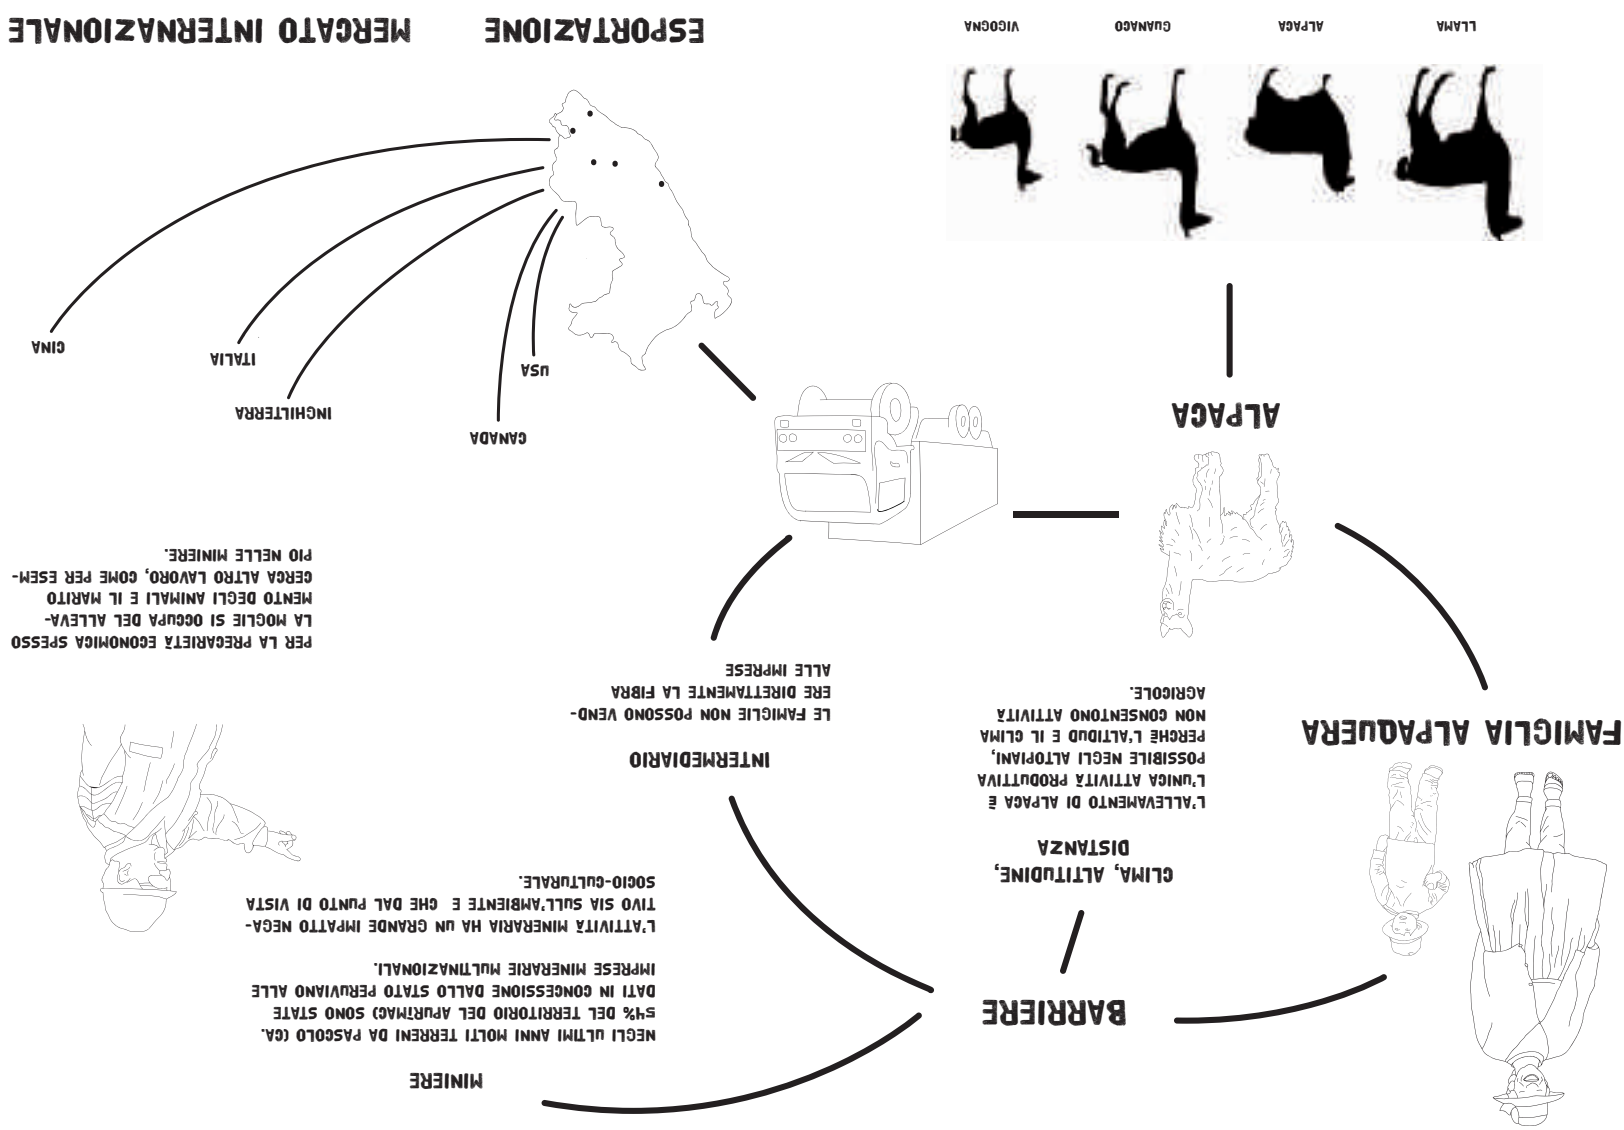 FAMIGLIA ALPAQUERA
BARRIERE
CLIMA, ALTITUDINE,
DISTANZA
L'ALLEVAMENTO DI ALPACA È
L'UNICA ATTIVITÀ PRODUTTIVA
POSSIBILE NEGLI ALTOPIANI,
PERCHÈ L'ALTIDUD E IL CLIMA
NON CONSENTONO ATTIVITÀ
AGRICOLE.
MINIERE
NEGLI ULTIMI ANNI MOLTI TERRENI DA PASCOLO (CA.
54% DEL TERRITORIO DEL APURÍMAC) SONO STATE
DATI IN CONCESSIONE DALLO STATO PERUVIANO ALLE
IMPRESE MINERARIE MULTINAZIONALI.
L'ATTIVITÀ MINERARIA HA UN GRANDE IMPATTO NEGA-
TIVO SIA SULL'AMBIENTE E CHE DAL PUNTO DI VISTA
SOCIO-CULTURALE.
INTERMEDIARIO
LE FAMIGLIE NON POSSONO VEND-
ERE DIRETTAMENTE LA FIBRA
ALLE IMPRESE
PER LA PRECARIETÀ ECONOMICA SPESSO
LA MOGLIE SI OCCUPA DEL ALLEVA-
MENTO DEGLI ANIMALI E IL MARITO
CERCA ALTRO LAVORO, COME PER ESEM-
PIO NELLE MINIERE.
ALPACA
CANADA
INGHILTERRA
USA
ITALIA
CINA
LLAMA
ALPACA
GUANACO
VICOGNA
ESPORTAZIONE
MERCATO INTERNAZIONALE